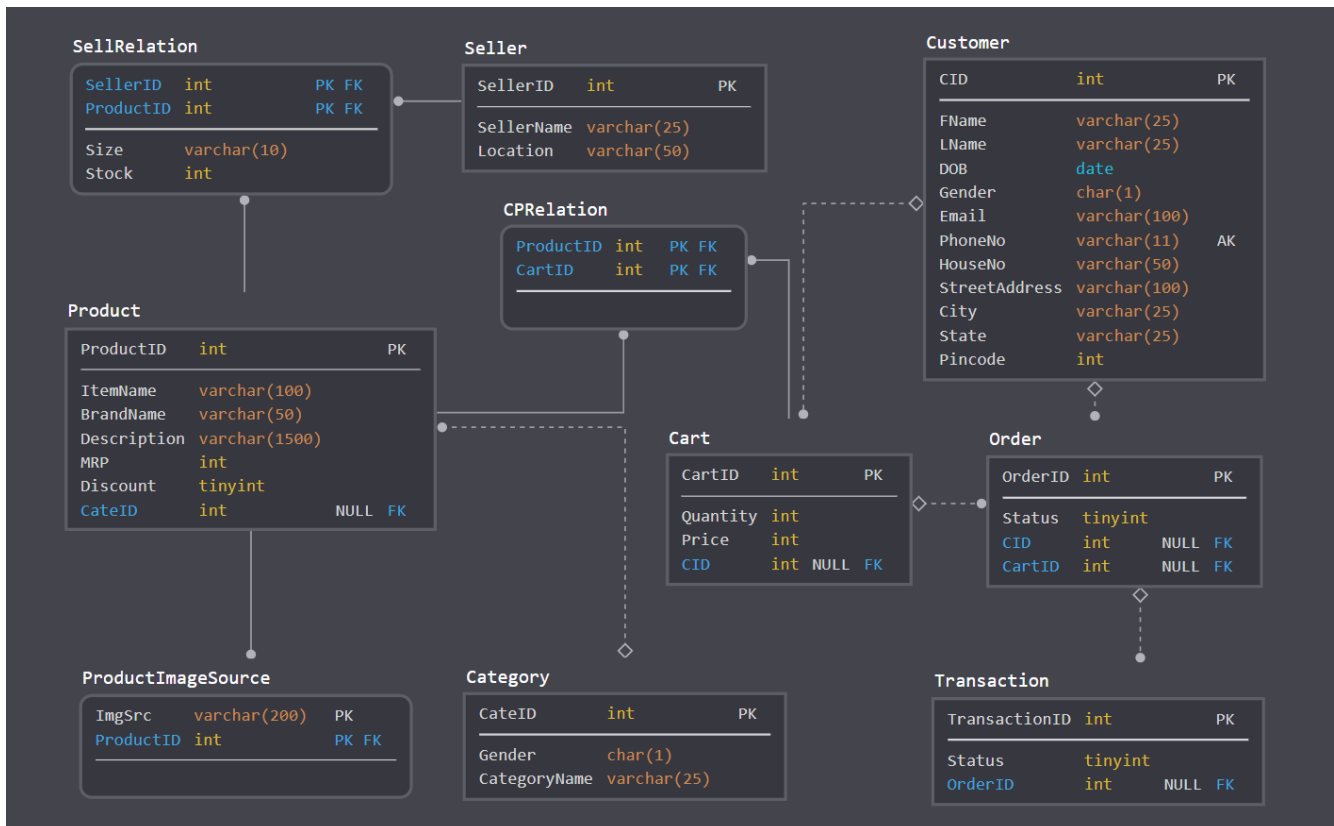 SellRelation
SellerID int PK FK
ProductID int PK FK
Size varchar(10)
Stock int
Seller
SellerID int PK
SellerName varchar(25)
Location varchar(50)
Customer
CID int PK
FName varchar(25)
LName varchar(25)
DOB date
Gender char(1)
Email varchar(100)
PhoneNo varchar(11) AK
HouseNo varchar(50)
StreetAddress varchar(100)
City varchar(25)
State varchar(25)
Pincode int
CPRelation
ProductID int PK FK
CartID int PK FK
Product
ProductID int PK
ItemName varchar(100)
BrandName varchar(50)
Description varchar(1500)
MRP int
Discount tinyint
CateID int NULL FK
Cart
CartID int PK
Quantity int
Price int
CID int NULL FK
Order
OrderID int PK
Status tinyint
CID int NULL FK
CartID int NULL FK
ProductImageSource
ImgSrc varchar(200) PK
ProductID int PK FK
Category
CateID int PK
Gender char(1)
CategoryName varchar(25)
Transaction
TransactionID int PK
Status tinyint
OrderID int NULL FK